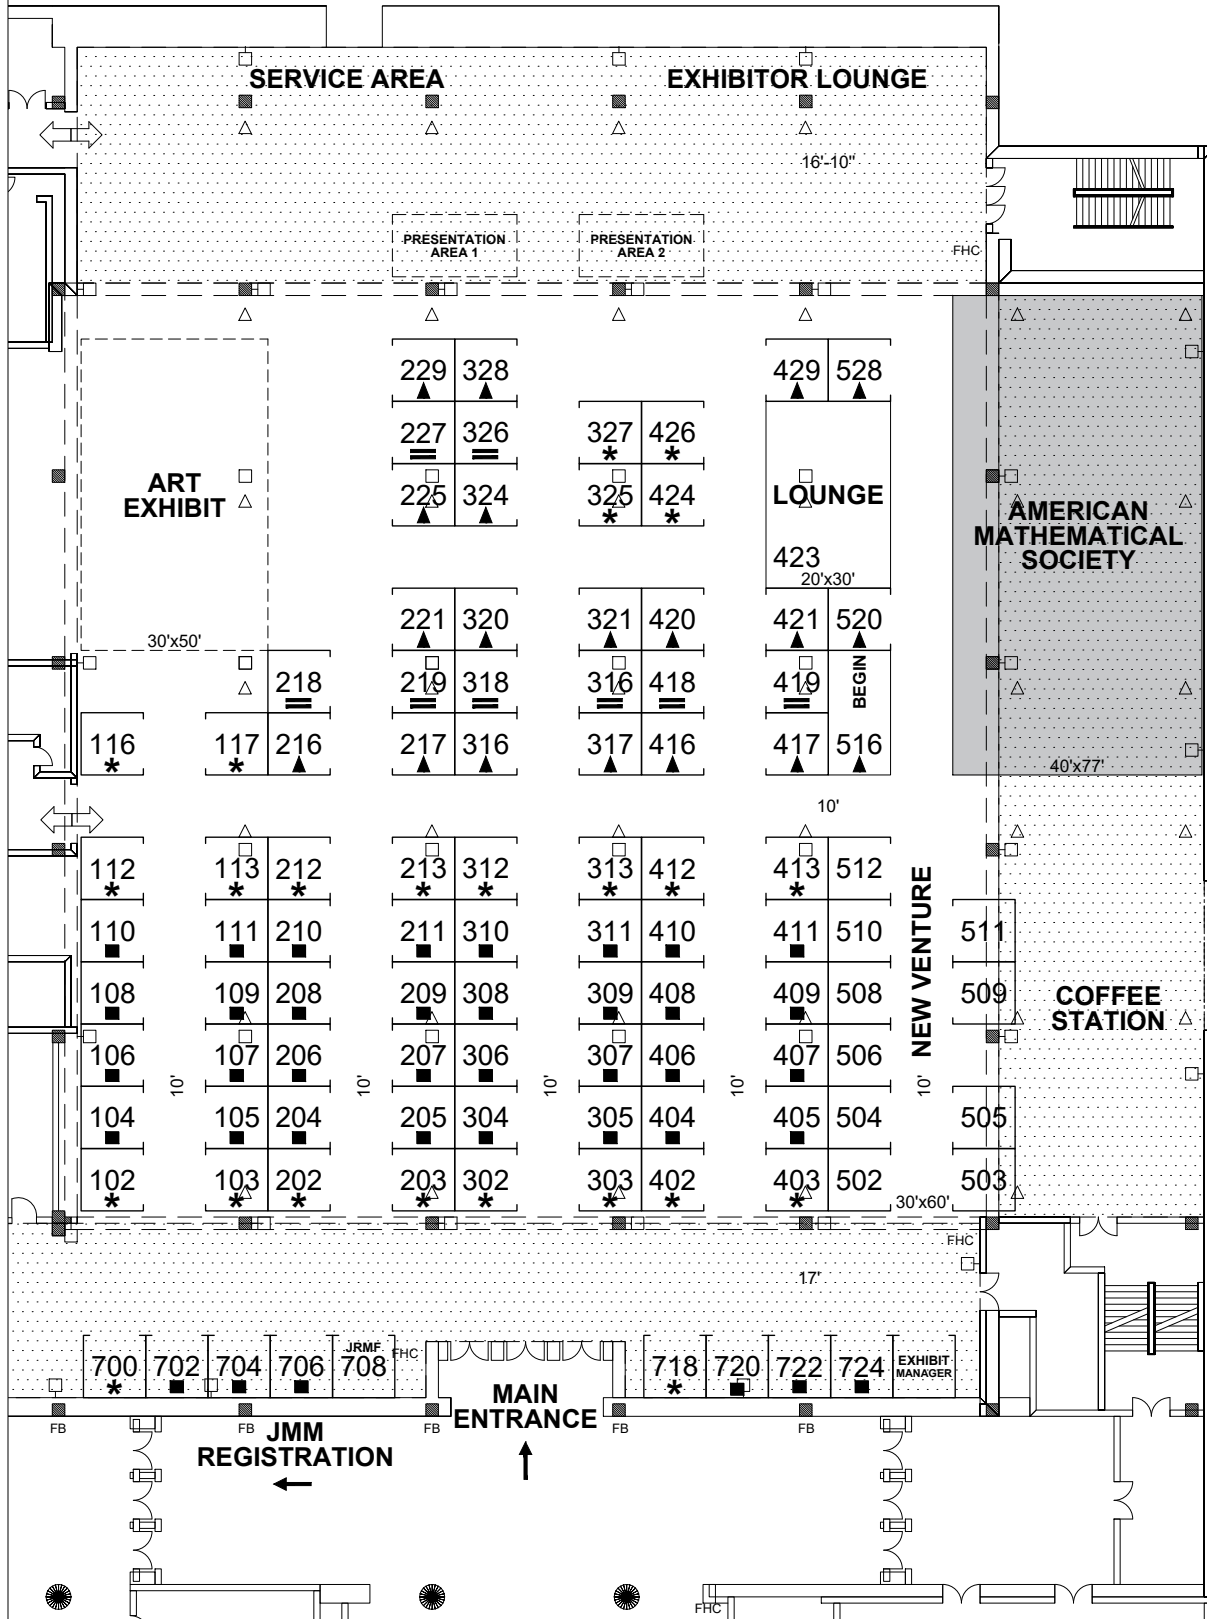 SERVICE AREA
EXHIBITOR LOUNGE
16'-10"
PRESENTATION
AREA 1
PRESENTATION
AREA 2
FHC
229 328
429 528
227 326
327 * 426 *
ART
EXHIBIT
225 324
325 * 424 *
LOUNGE
AMERICAN
MATHEMATICAL
SOCIETY
423
20'x30'
30'x50'
221 320
321 420
421 520
218
219 318
316 418
419
BEGIN
116 *
117 * 216
217 316
317 416
417 516
40'x77'
10'
112 *
113 * 212 *
213 * 312 *
313 * 412 *
413 * 512
NEW VENTURE
110
111 210
211 310
311 410
411 510
511
108
109 208
209 308
309 408
409 508
509
COFFEE
STATION
106
107 206
207 306
307 406
407 506
10'
10'
10'
10'
10'
104
105 204
205 304
305 404
405 504
505
102 *
103 * 202 *
203 * 302 *
303 * 402 *
403 * 502
503
30'x60'
FHC
17'
700 * 702 704 706 JRMF
708
FHC
718 * 720 722 724 EXHIBIT
MANAGER
MAIN
ENTRANCE
FB
FB
FB
FB
FB
JMM
REGISTRATION
FHC